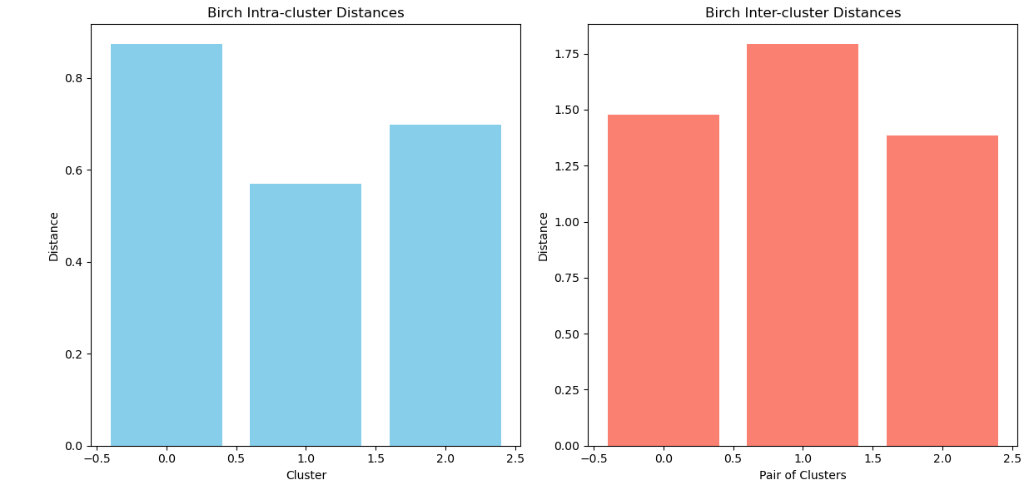 Birch Intra-cluster Distances
Distance
0.8
0.6
0.4
0.2
0.0
−0.5 0.0 0.5 1.0 1.5 2.0 2.5
Cluster
Birch Inter-cluster Distances
Distance
1.75
1.50
1.25
1.00
0.75
0.50
0.25
0.00
−0.5 0.0 0.5 1.0 1.5 2.0 2.5
Pair of Clusters